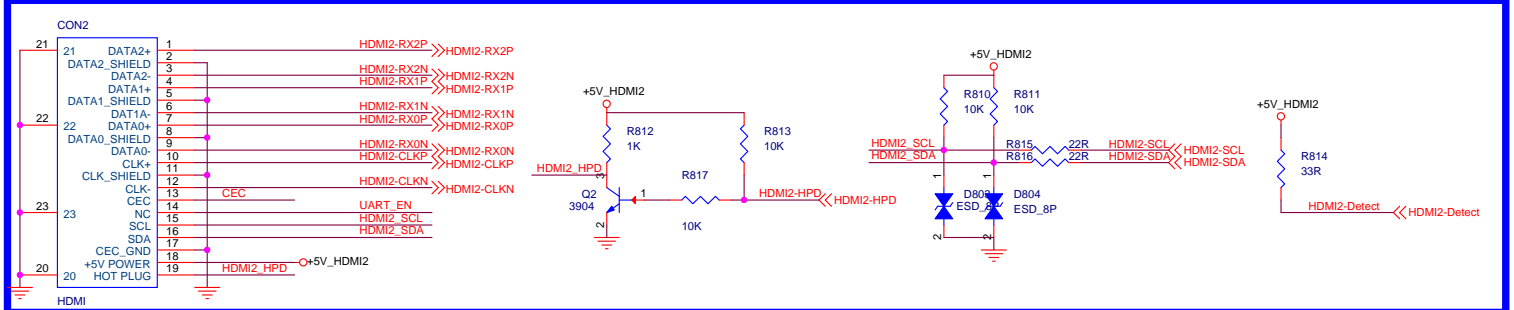 CON2
21 21 DATA2+ 1 HDMI2-RX2P HDMI2-RX2P
DATA2_SHIELD 2
DATA2- 3 HDMI2-RX2N HDMI2-RX2N
DATA1+ 4 HDMI2-RX1P HDMI2-RX1P
DATA1_SHIELD 5
DAT1A- 6 HDMI2-RX1N HDMI2-RX1N
22 22 DATA0+ 7 HDMI2-RX0P HDMI2-RX0P
DATA0_SHIELD 8
DATA0- 9 HDMI2-RX0N HDMI2-RX0N
CLK+ 10 HDMI2-CLKP HDMI2-CLKP
CLK_SHIELD 11
CLK- 12 HDMI2-CLKN HDMI2-CLKN
CEC 13 CEC
23 23 NC 14 UART_EN
SCL 15 HDMI2_SCL
SDA 16 HDMI2_SDA
CEC_GND 17
+5V POWER 18 +5V_HDMI2
20 20 HOT PLUG 19 HDMI2_HPD
HDMI
+5V_HDMI2
R812
1K
R813
10K
HDMI2_HPD
3
Q2
3904
1
2
R817
10K
HDMI2-HPD HDMI2-HPD
+5V_HDMI2
R810
10K
R811
10K
HDMI2_SCL R815 22R HDMI2-SCL HDMI2-SCL
HDMI2_SDA R816 22R HDMI2-SDA HDMI2-SDA
1 1
D803
ESD_8P
D804
ESD_8P
2 2
+5V_HDMI2
R814
33R
HDMI2-Detect HDMI2-Detect